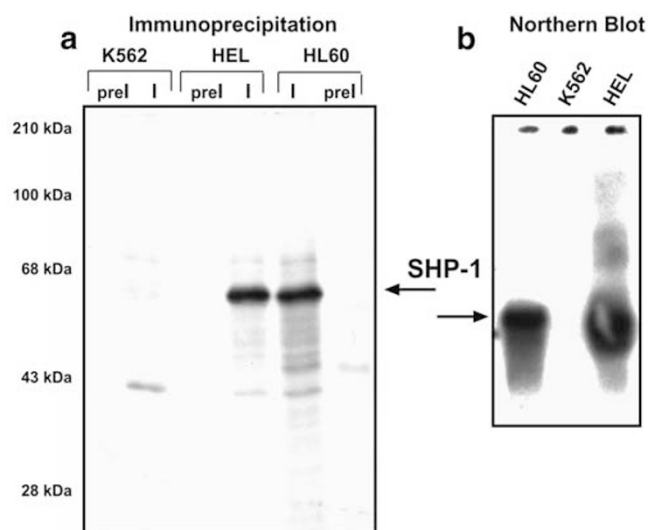 a
Immunoprecipitation
K562 HEL HL60
preI I preI I I preI
210 kDa
100 kDa
68 kDa
43 kDa
28 kDa
SHP-1
b
Northern Blot
HL60 K562 HEL